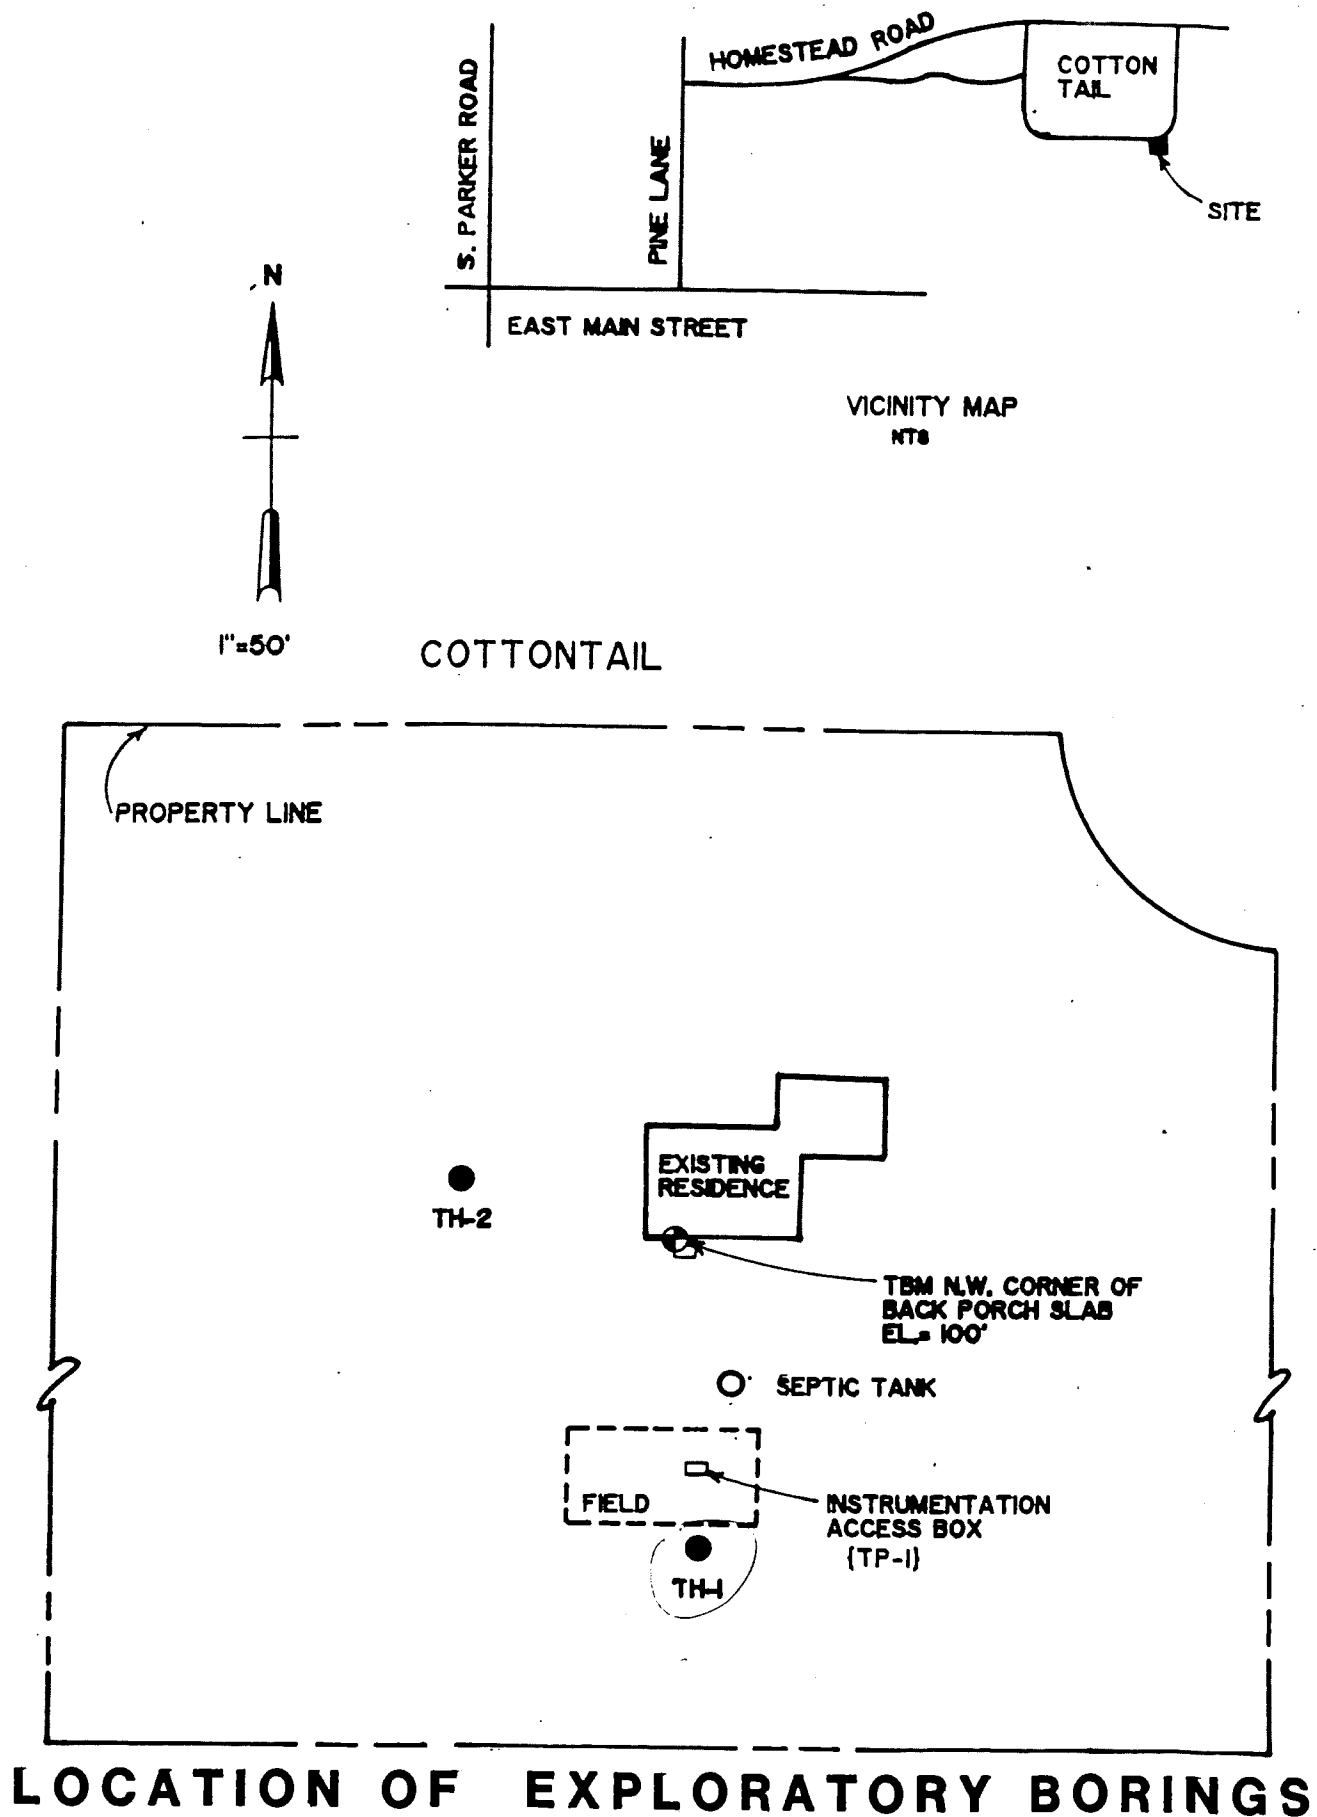 HOMESTEAD ROAD
COTTON
TAIL
S. PARKER ROAD
PINE LANE
SITE
N
EAST MAIN STREET
VICINITY MAP
NTS
1"=50'
COTTONTAIL
PROPERTY LINE
EXISTING
RESIDENCE
TH-2
TBM N.W. CORNER OF
BACK PORCH SLAB
EL.= 100'
SEPTIC TANK
FIELD
INSTRUMENTATION
ACCESS BOX
(TP-1)
TH-1
LOCATION OF EXPLORATORY BORINGS